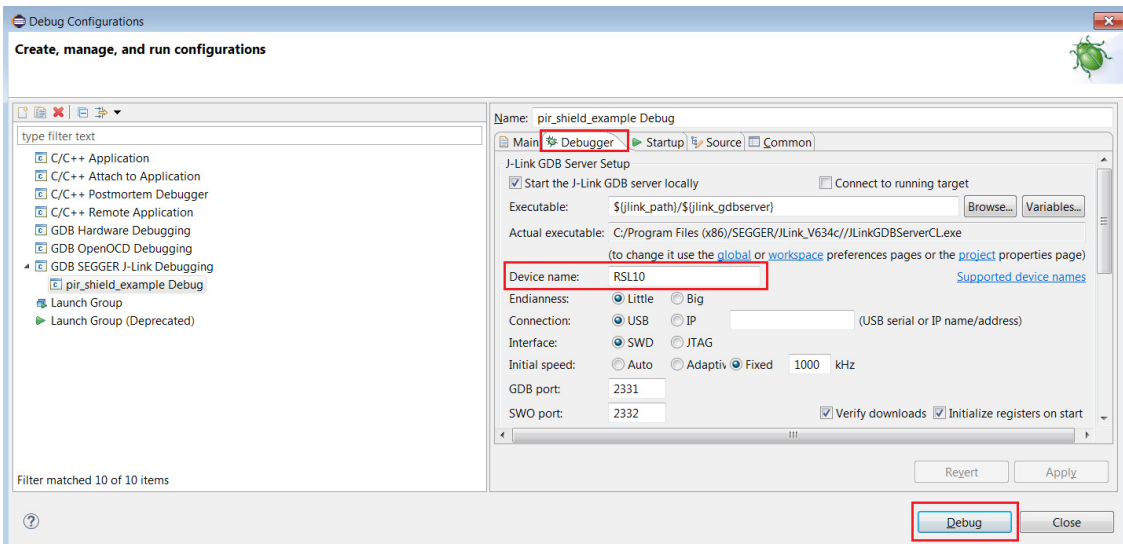 Debug Configurations
Create, manage, and run configurations
type filter text
C/C++ Application
C/C++ Attach to Application
C/C++ Postmortem Debugger
C/C++ Remote Application
GDB Hardware Debugging
GDB OpenOCD Debugging
GDB SEGGER J-Link Debugging
pir_shield_example Debug
Launch Group
Launch Group (Deprecated)
Filter matched 10 of 10 items
Name: pir_shield_example Debug
Main Debugger Startup Source Common
J-Link GDB Server Setup
Start the J-Link GDB server locally Connect to running target
Executable: ${jlink_path}/${jlink_gdbserver} Browse... Variables...
Actual executable: C:/Program Files (x86)/SEGGER/JLink_V634c//JLinkGDBServerCL.exe
(to change it use the global or workspace preferences pages or the project properties page)
Device name: RSL10 Supported device names
Endianness: Little Big
Connection: USB IP (USB serial or IP name/address)
Interface: SWD JTAG
Initial speed: Auto Adaptiv Fixed 1000 kHz
GDB port: 2331
SWO port: 2332 Verify downloads Initialize registers on start
Revert Apply
? Debug Close